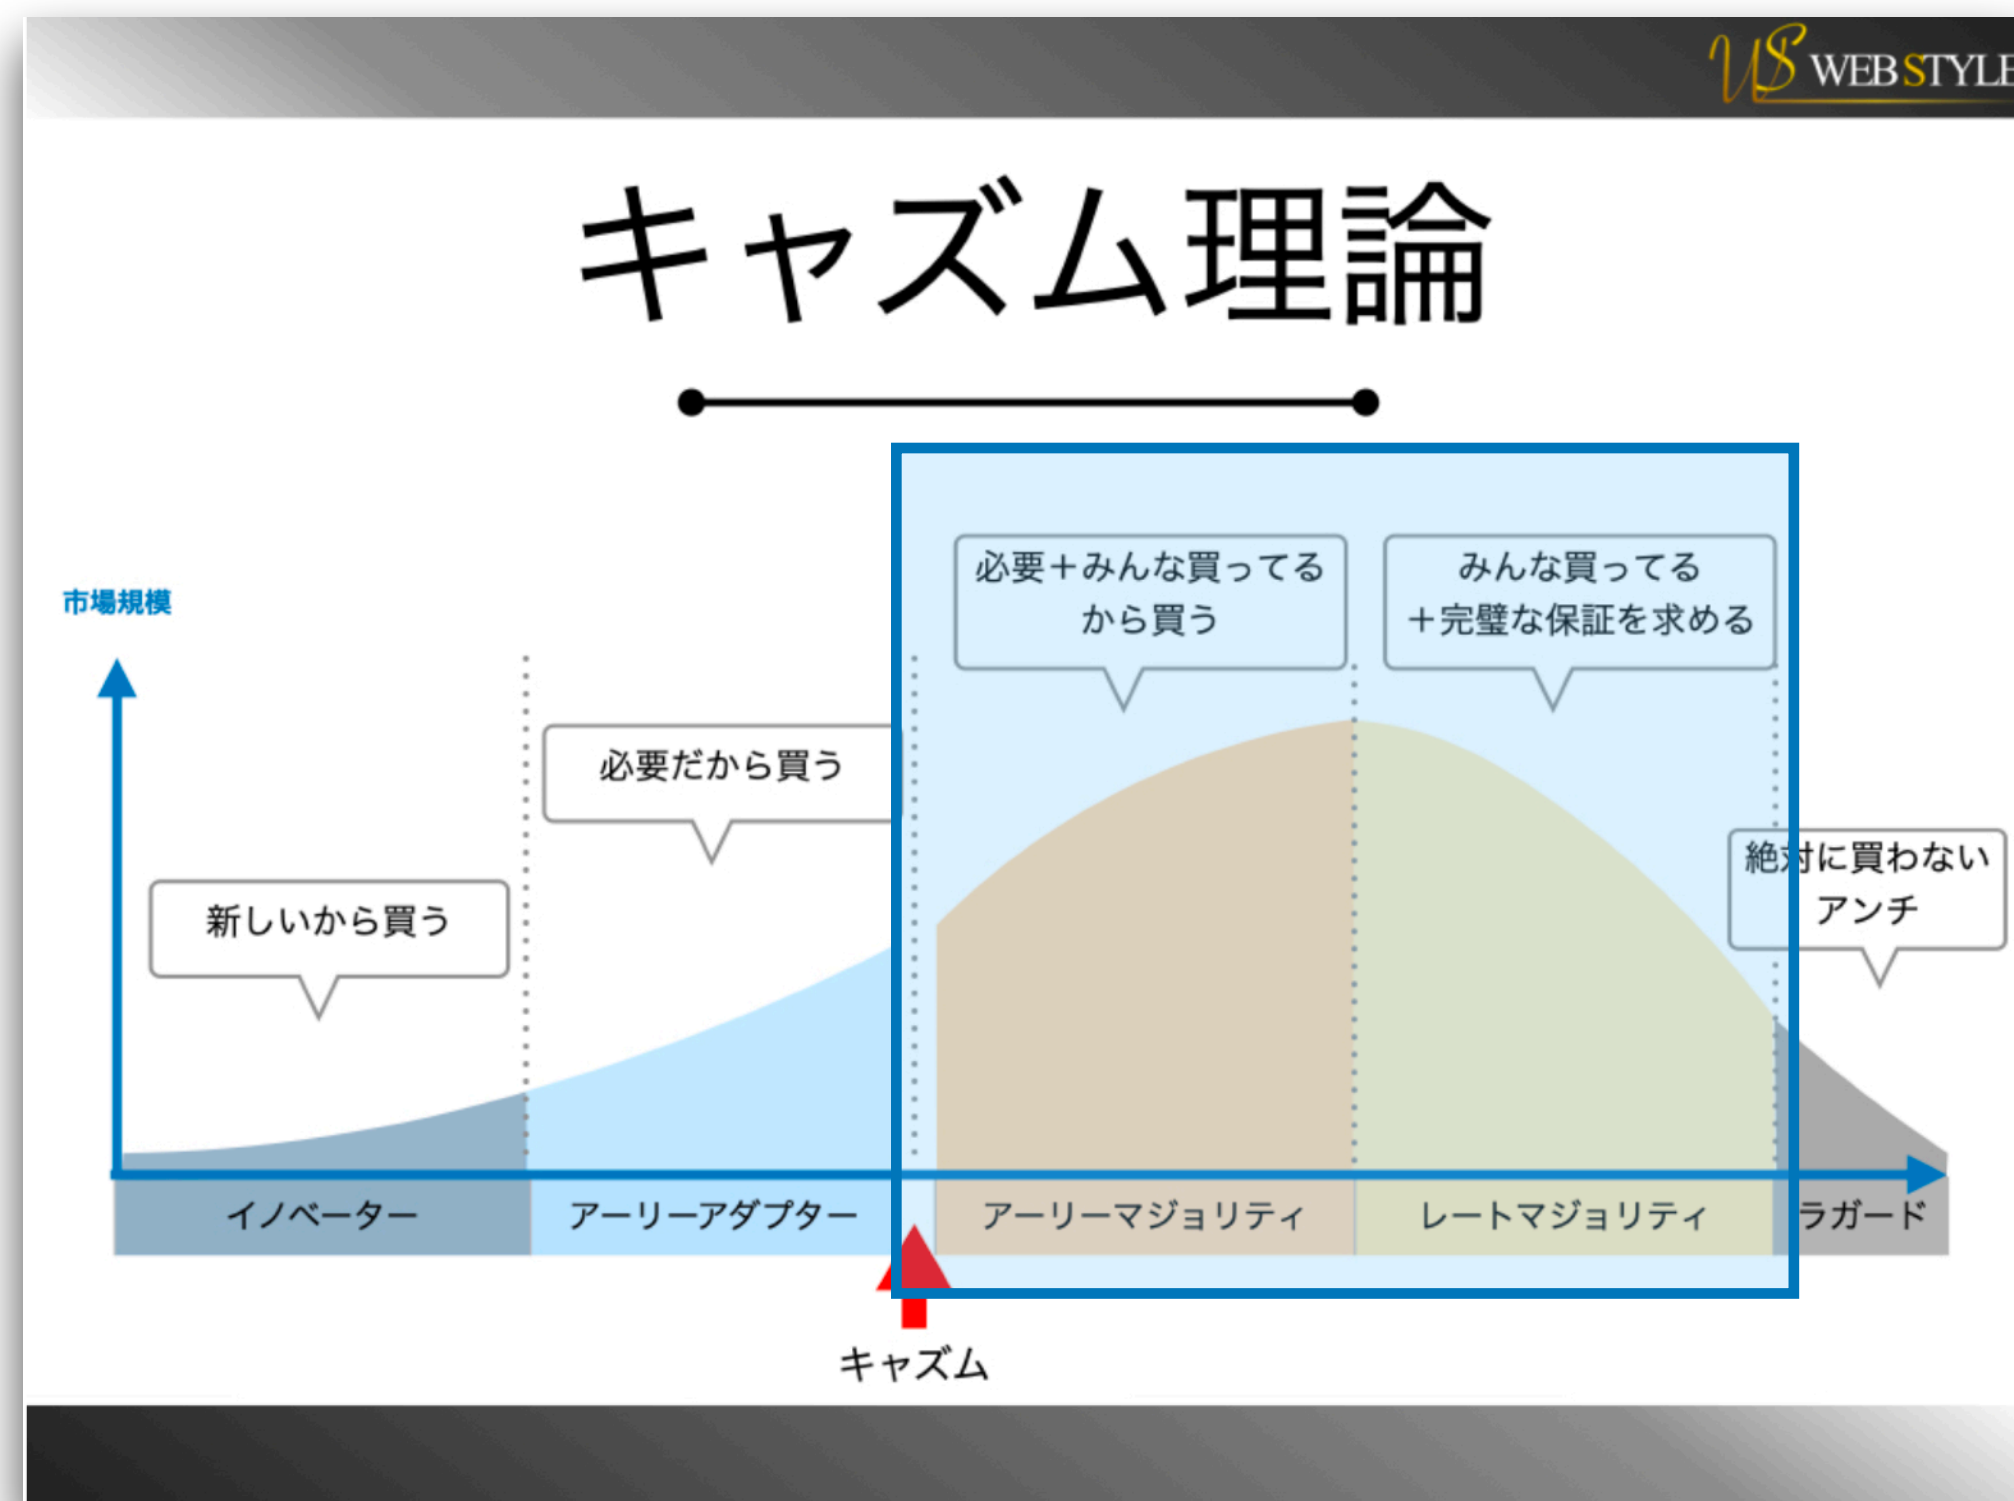 WS WEB STYLE
キャズム理論
必要＋みんな買ってる
から買う
みんな買ってる
＋完璧な保証を求める
市場規模
必要だから買う
絶対に買わない
アンチ
新しいから買う
イノベーター
アーリーアダプター
アーリーマジョリティ
レートマジョリティ
ラガード
キャズム